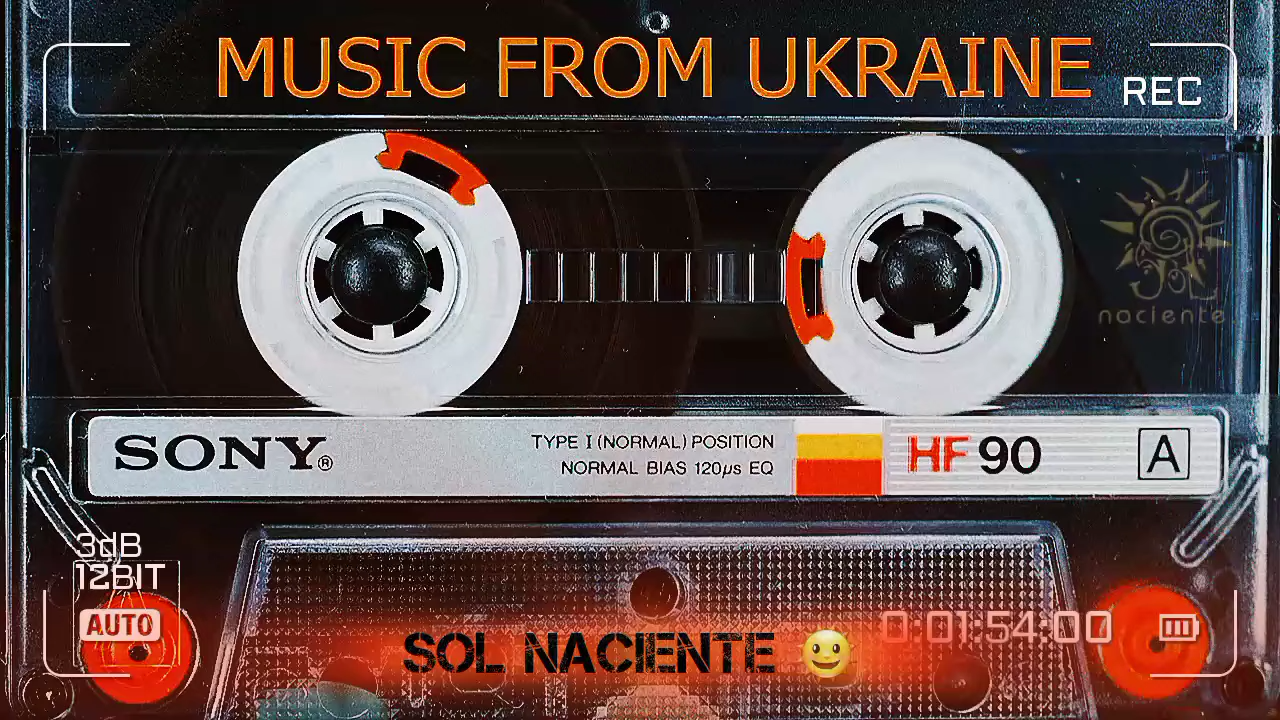 MUSIC FROM UKRAINE
REC
Sol
naciente
SONY®
TYPE I (NORMAL) POSITION
NORMAL BIAS 120μs EQ
HF 90
A
3dB
12BIT
AUTO
0:01:54:00
SOL NACIENTE 😀